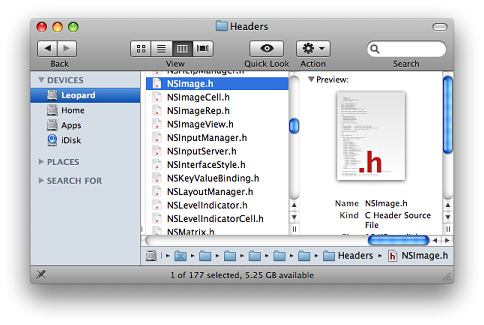 Headers
Back
View
Quick Look
Action
Search
DEVICES
Leopard
Home
Apps
iDisk
PLACES
SEARCH FOR
NSHelpManager.h
NSImage.h
NSImageCell.h
NSImageRep.h
NSImageView.h
NSInputManager.h
NSInputServer.h
NSInterfaceStyle.h
NSKeyValueBinding.h
NSLayoutManager.h
NSLevelIndicator.h
NSLevelIndicatorCell.h
NSMatrix.h
Preview:
.h
Name NSImage.h
Kind C Header Source
File
Headers
h NSImage.h
1 of 177 selected, 5.25 GB available